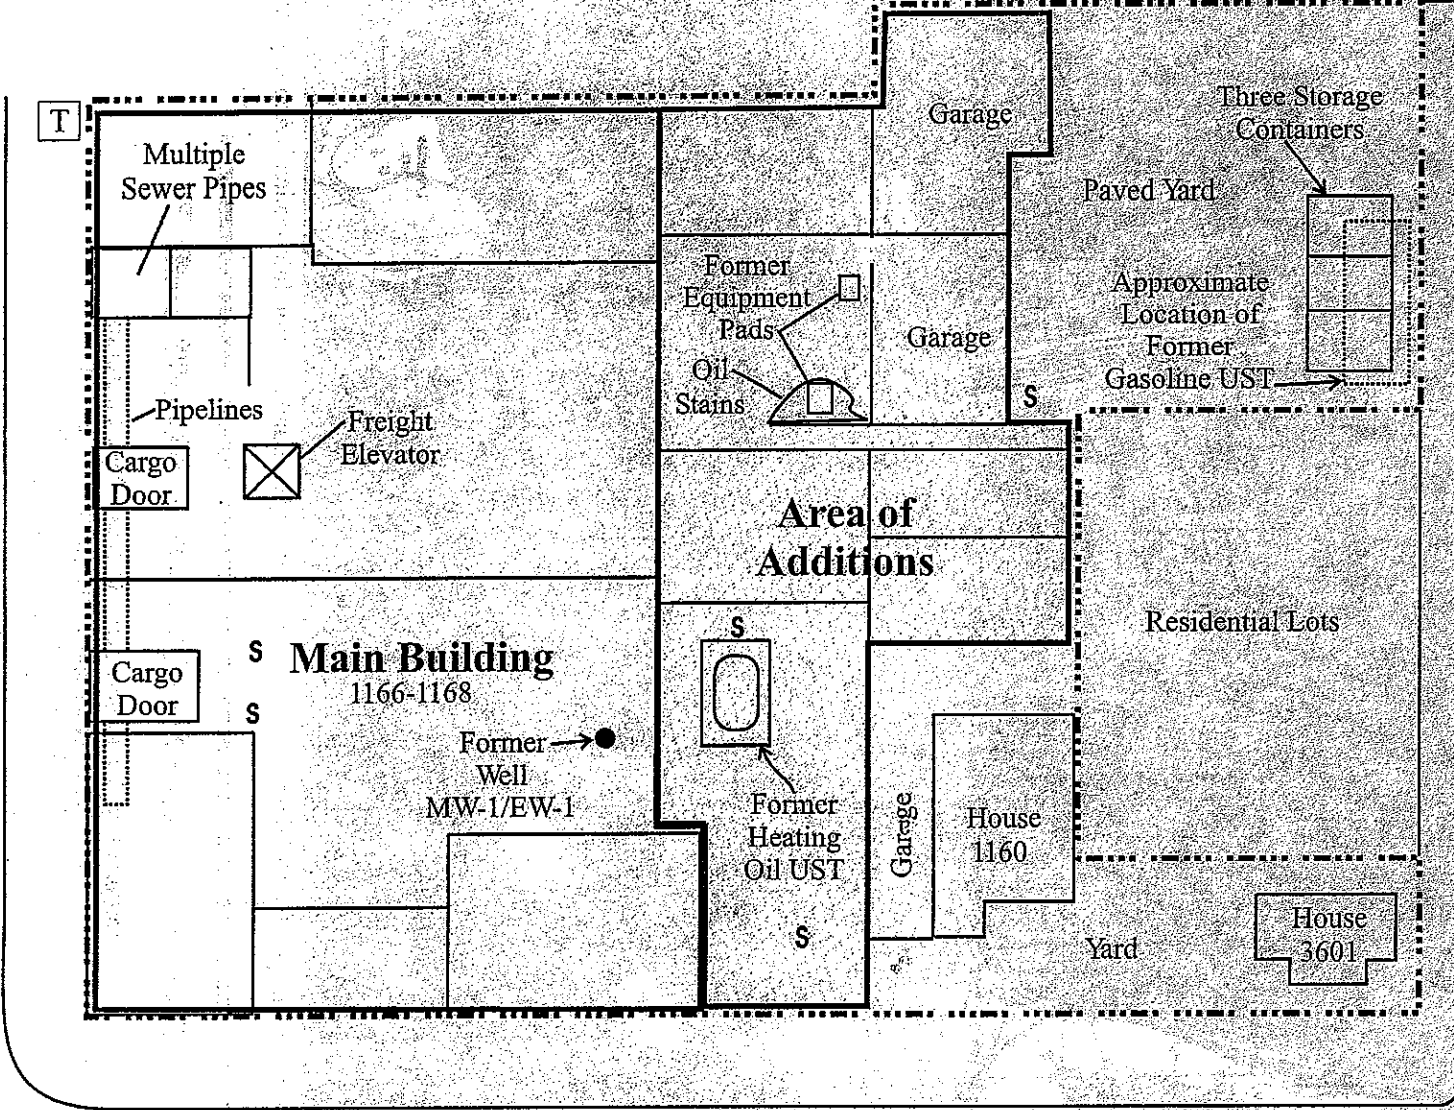 T
Multiple
Sewer Pipes
Garage
Three Storage
Containers
Paved Yard
Former
Equipment
Pads
Oil
Stains
Garage
Approximate
Location of
Former
Gasoline UST
S
Pipelines
Freight
Elevator
Cargo
Door
Area of
Additions
Residential Lots
S
S
Main Building
1166-1168
Cargo
Door
S
Former
Well
MW-1/EW-1
Former
Heating
Oil UST
Garage
House
1160
S
Yard
House
3601